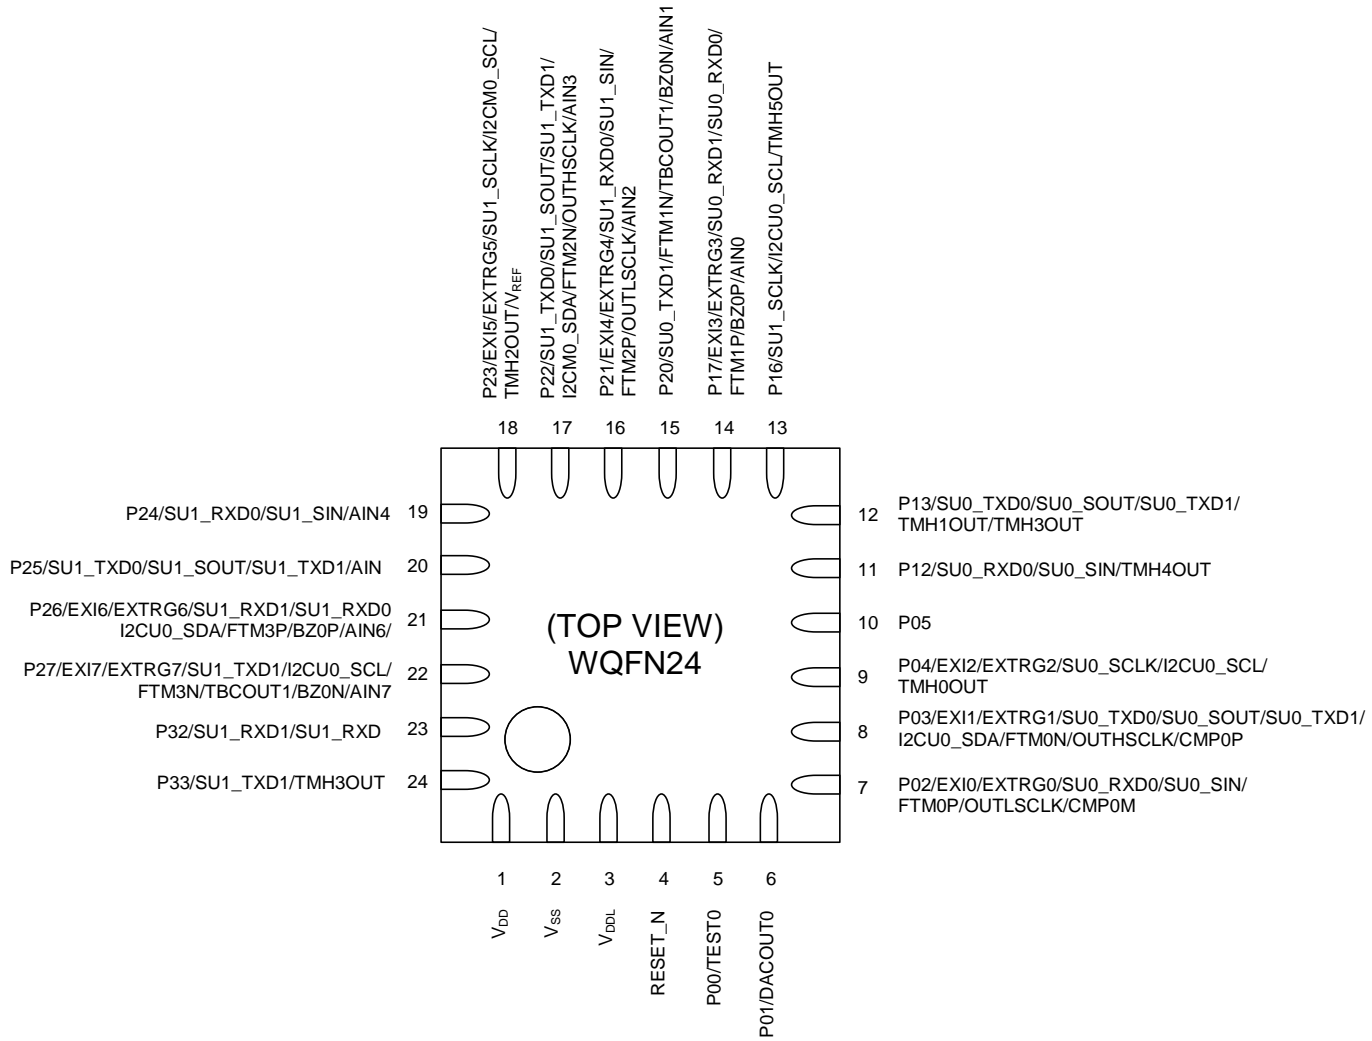 P23/EXI5/EXTRG5/SU1_SCLK/I2CM0_SCL/
TMH2OUT/VREF
P22/SU1_TXD0/SU1_SOUT/SU1_TXD1/
I2CM0_SDA/FTM2N/OUTHSCLK/AIN3
P21/EXI4/EXTRG4/SU1_RXD0/SU1_SIN/
FTM2P/OUTLSCLK/AIN2
P20/SU0_TXD1/FTM1N/TBCOUT1/BZ0N/AIN1
P17/EXI3/EXTRG3/SU0_RXD1/SU0_RXD0/
FTM1P/BZ0P/AIN0
P16/SU1_SCLK/I2CU0_SCL/TMH5OUT
18 17 16 15 14 13
P24/SU1_RXD0/SU1_SIN/AIN4 19
P25/SU1_TXD0/SU1_SOUT/SU1_TXD1/AIN 20
P26/EXI6/EXTRG6/SU1_RXD1/SU1_RXD0
I2CU0_SDA/FTM3P/BZ0P/AIN6/ 21
P27/EXI7/EXTRG7/SU1_TXD1/I2CU0_SCL/
FTM3N/TBCOUT1/BZ0N/AIN7 22
P32/SU1_RXD1/SU1_RXD 23
P33/SU1_TXD1/TMH3OUT 24
(TOP VIEW)
WQFN24
12 P13/SU0_TXD0/SU0_SOUT/SU0_TXD1/
TMH1OUT/TMH3OUT
11 P12/SU0_RXD0/SU0_SIN/TMH4OUT
10 P05
9 P04/EXI2/EXTRG2/SU0_SCLK/I2CU0_SCL/
TMH0OUT
8 P03/EXI1/EXTRG1/SU0_TXD0/SU0_SOUT/SU0_TXD1/
I2CU0_SDA/FTM0N/OUTHSCLK/CMP0P
7 P02/EXI0/EXTRG0/SU0_RXD0/SU0_SIN/
FTM0P/OUTLSCLK/CMP0M
1 2 3 4 5 6
VDD
VSS
VDDL
RESET_N
P00/TEST0
P01/DACOUT0